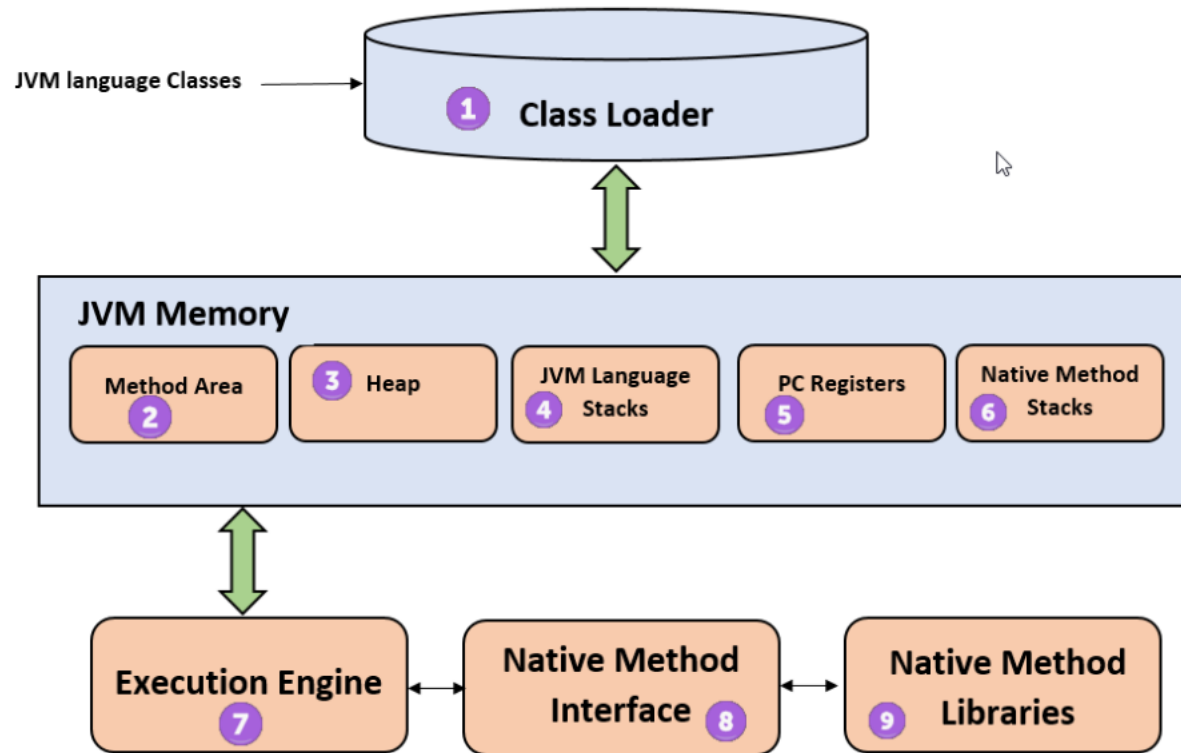 JVM language Classes
1 Class Loader
JVM Memory
Method Area
2
3 Heap
JVM Language
4 Stacks
PC Registers
5
Native Method
6 Stacks
Execution Engine
7
Native Method
Interface 8
Native Method
9 Libraries